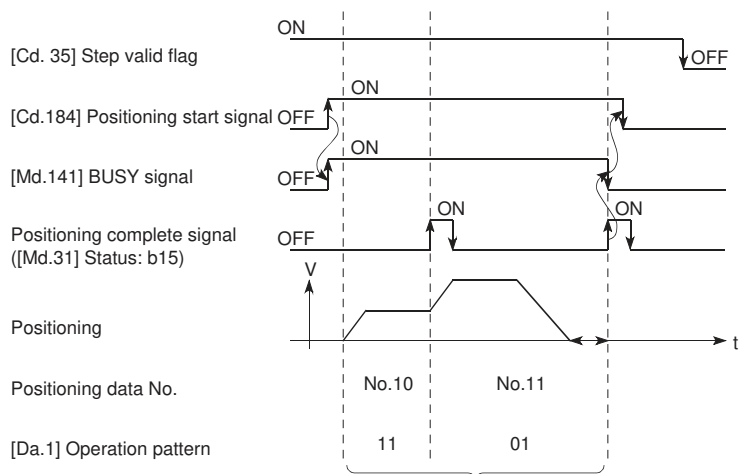 ON
[Cd. 35] Step valid flag
OFF
ON
[Cd.184] Positioning start signal OFF
ON
[Md.141] BUSY signal
OFF
ON
ON
Positioning complete signal
OFF
([Md.31] Status: b15)
V
Positioning
t
Positioning data No.
No.10
No.11
[Da.1] Operation pattern
11
01